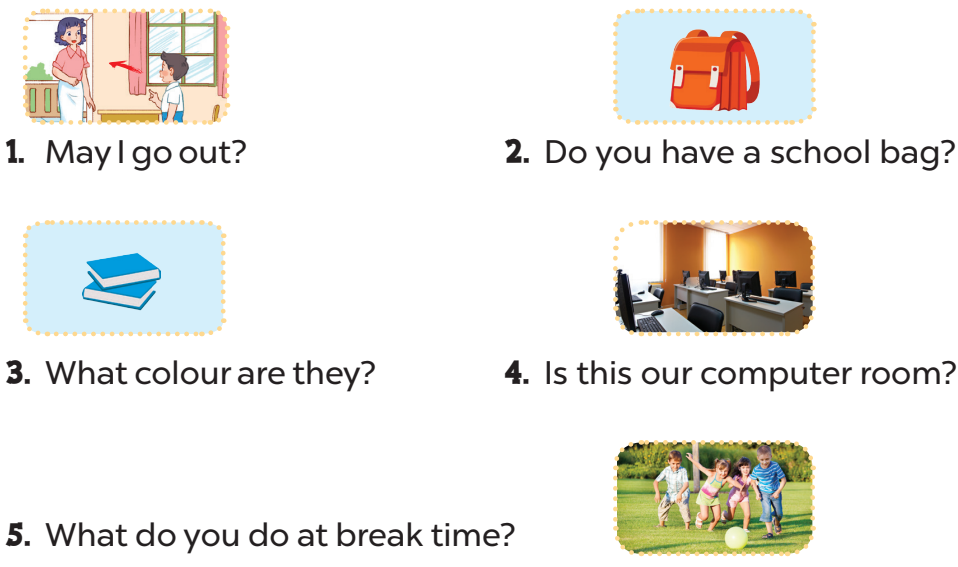 1. May I go out?
2. Do you have a school bag?
3. What colour are they?
4. Is this our computer room?
5. What do you do at break time?